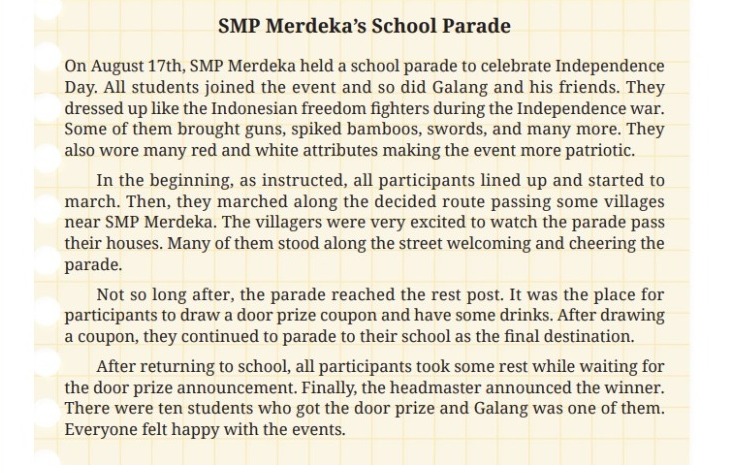 SMP Merdeka's School Parade
On August 17th, SMP Merdeka held a school parade to celebrate Independence
Day. All students joined the event and so did Galang and his friends. They
dressed up like the Indonesian freedom fighters during the Independence war.
Some of them brought guns, spiked bamboos, swords, and many more. They
also wore many red and white attributes making the event more patriotic.
In the beginning, as instructed, all participants lined up and started to
march. Then, they marched along the decided route passing some villages
near SMP Merdeka. The villagers were very excited to watch the parade pass
their houses. Many of them stood along the street welcoming and cheering the
parade.
Not so long after, the parade reached the rest post. It was the place for
participants to draw a door prize coupon and have some drinks. After drawing
a coupon, they continued to parade to their school as the final destination.
After returning to school, all participants took some rest while waiting for
the door prize announcement. Finally, the headmaster announced the winner.
There were ten students who got the door prize and Galang was one of them.
Everyone felt happy with the events.